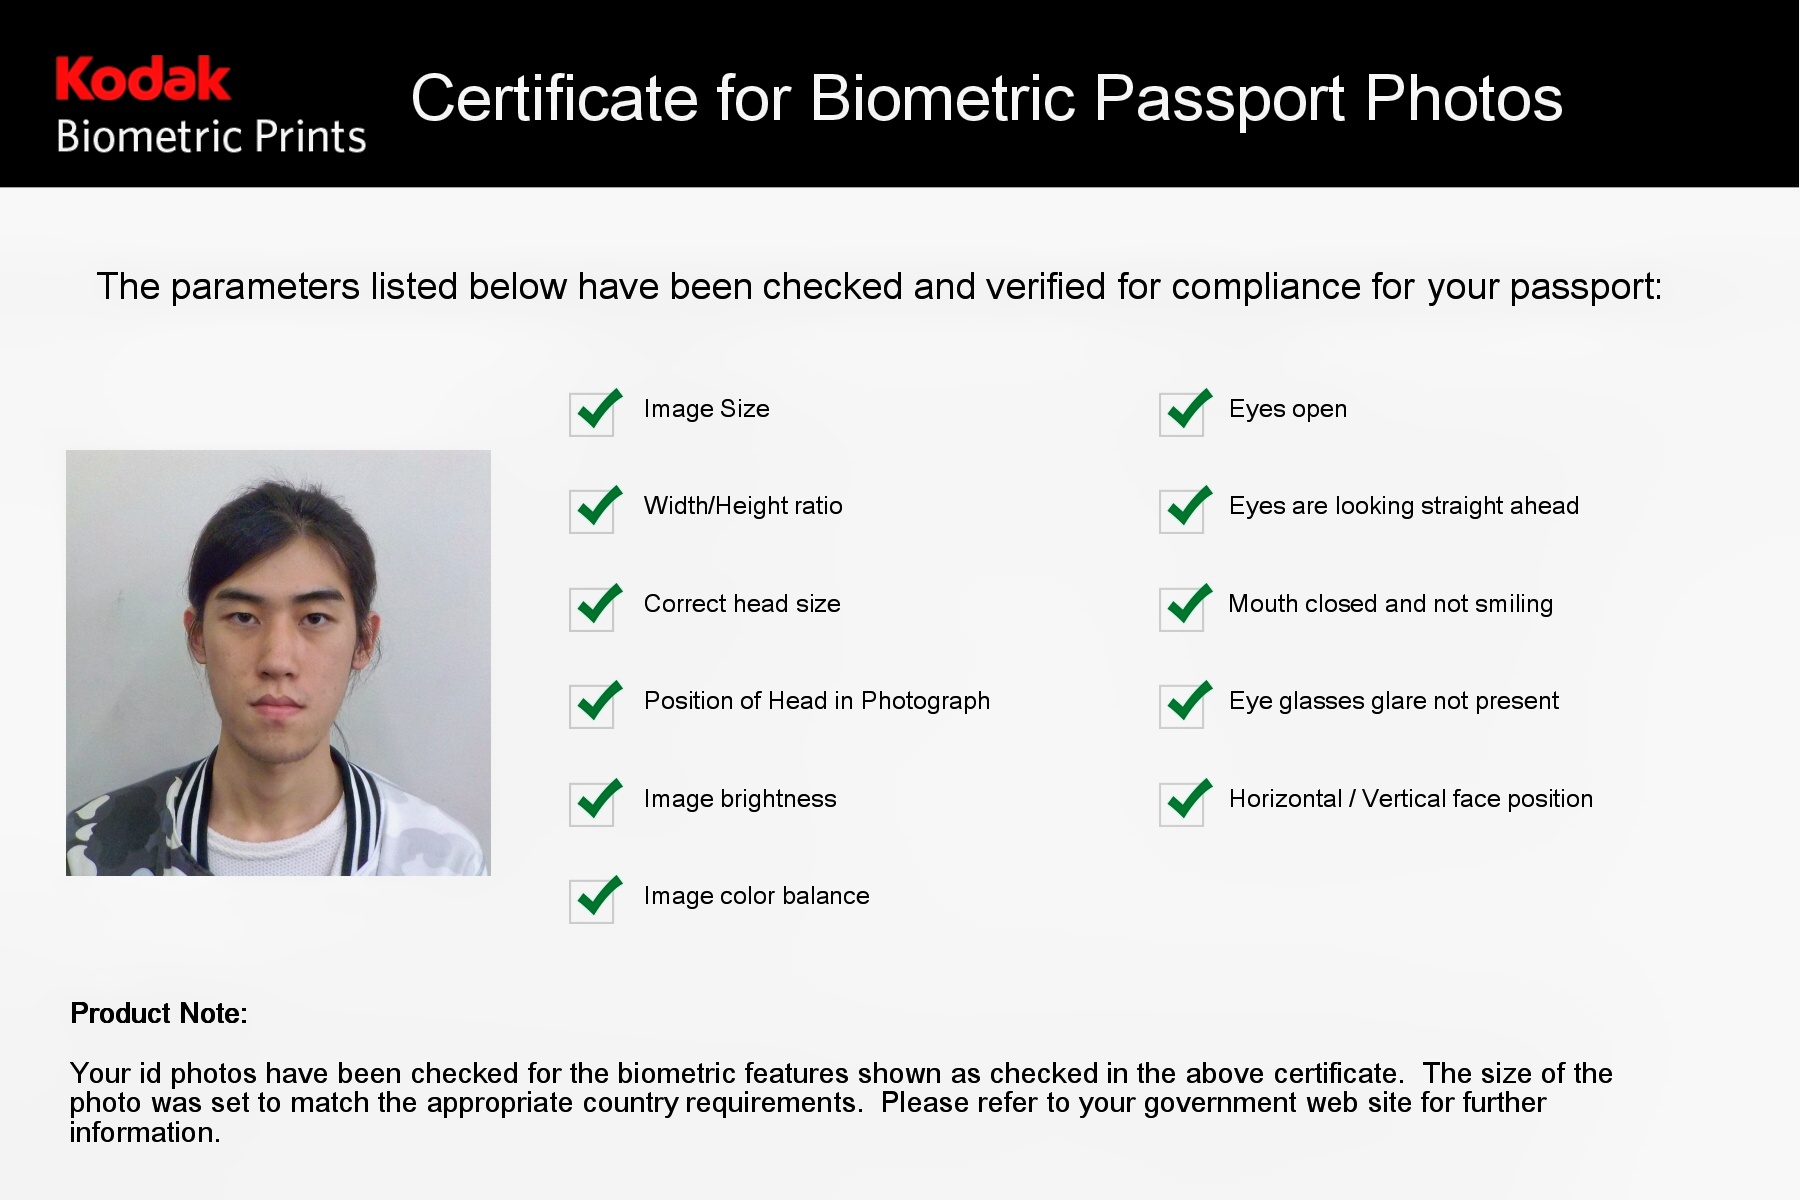 Kodak
Biometric Prints
Certificate for Biometric Passport Photos
The parameters listed below have been checked and verified for compliance for your passport:
Image Size
Width/Height ratio
Correct head size
Position of Head in Photograph
Image brightness
Image color balance
Eyes open
Eyes are looking straight ahead
Mouth closed and not smiling
Eye glasses glare not present
Horizontal / Vertical face position
Product Note:
Your id photos have been checked for the biometric features shown as checked in the above certificate.  The size of the
photo was set to match the appropriate country requirements.  Please refer to your government web site for further
information.